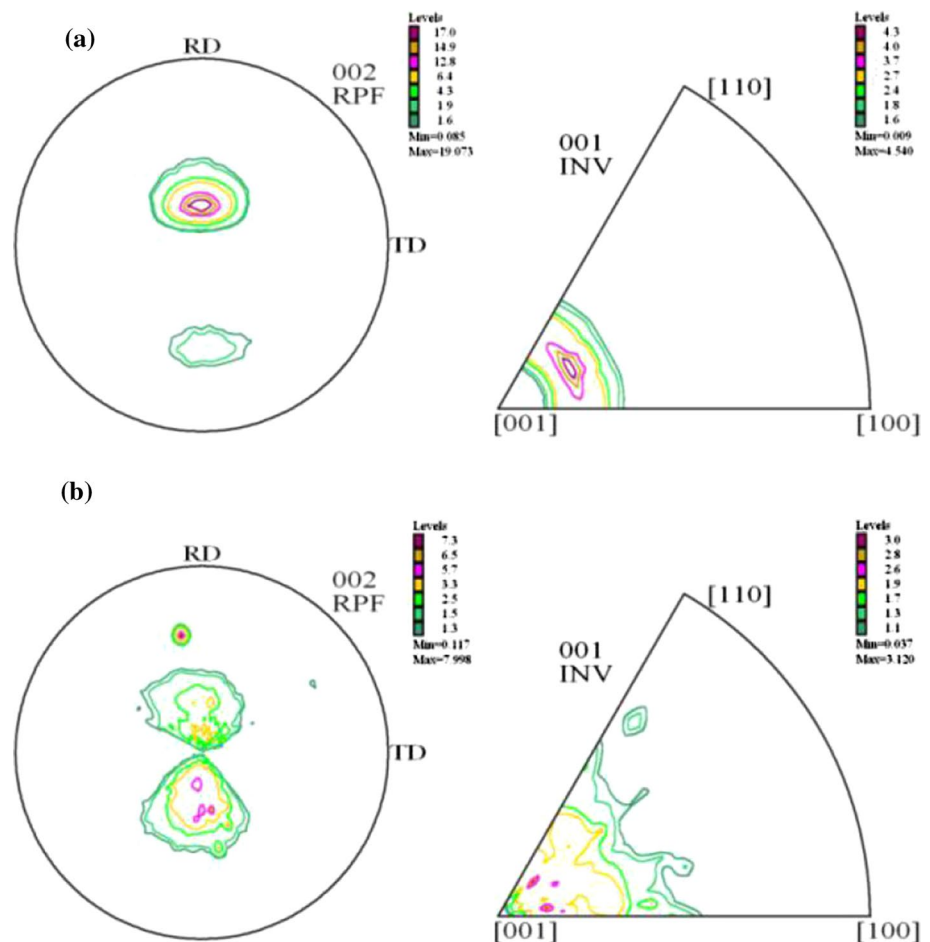 (a)
RD
002
RPF
TD
Levels
17.0
14.9
12.8
6.4
4.3
1.9
1.6
Min=0.085
Max=19.073
001
INV
[110]
[001]
[100]
Levels
4.3
4.0
3.7
2.7
2.4
1.8
1.6
Min=0.009
Max=4.540
(b)
RD
002
RPF
TD
Levels
7.3
6.5
5.7
3.3
2.5
1.5
1.3
Min=0.117
Max=7.998
001
INV
[110]
[001]
[100]
Levels
3.0
2.8
2.6
1.9
1.7
1.3
1.1
Min=0.037
Max=3.120